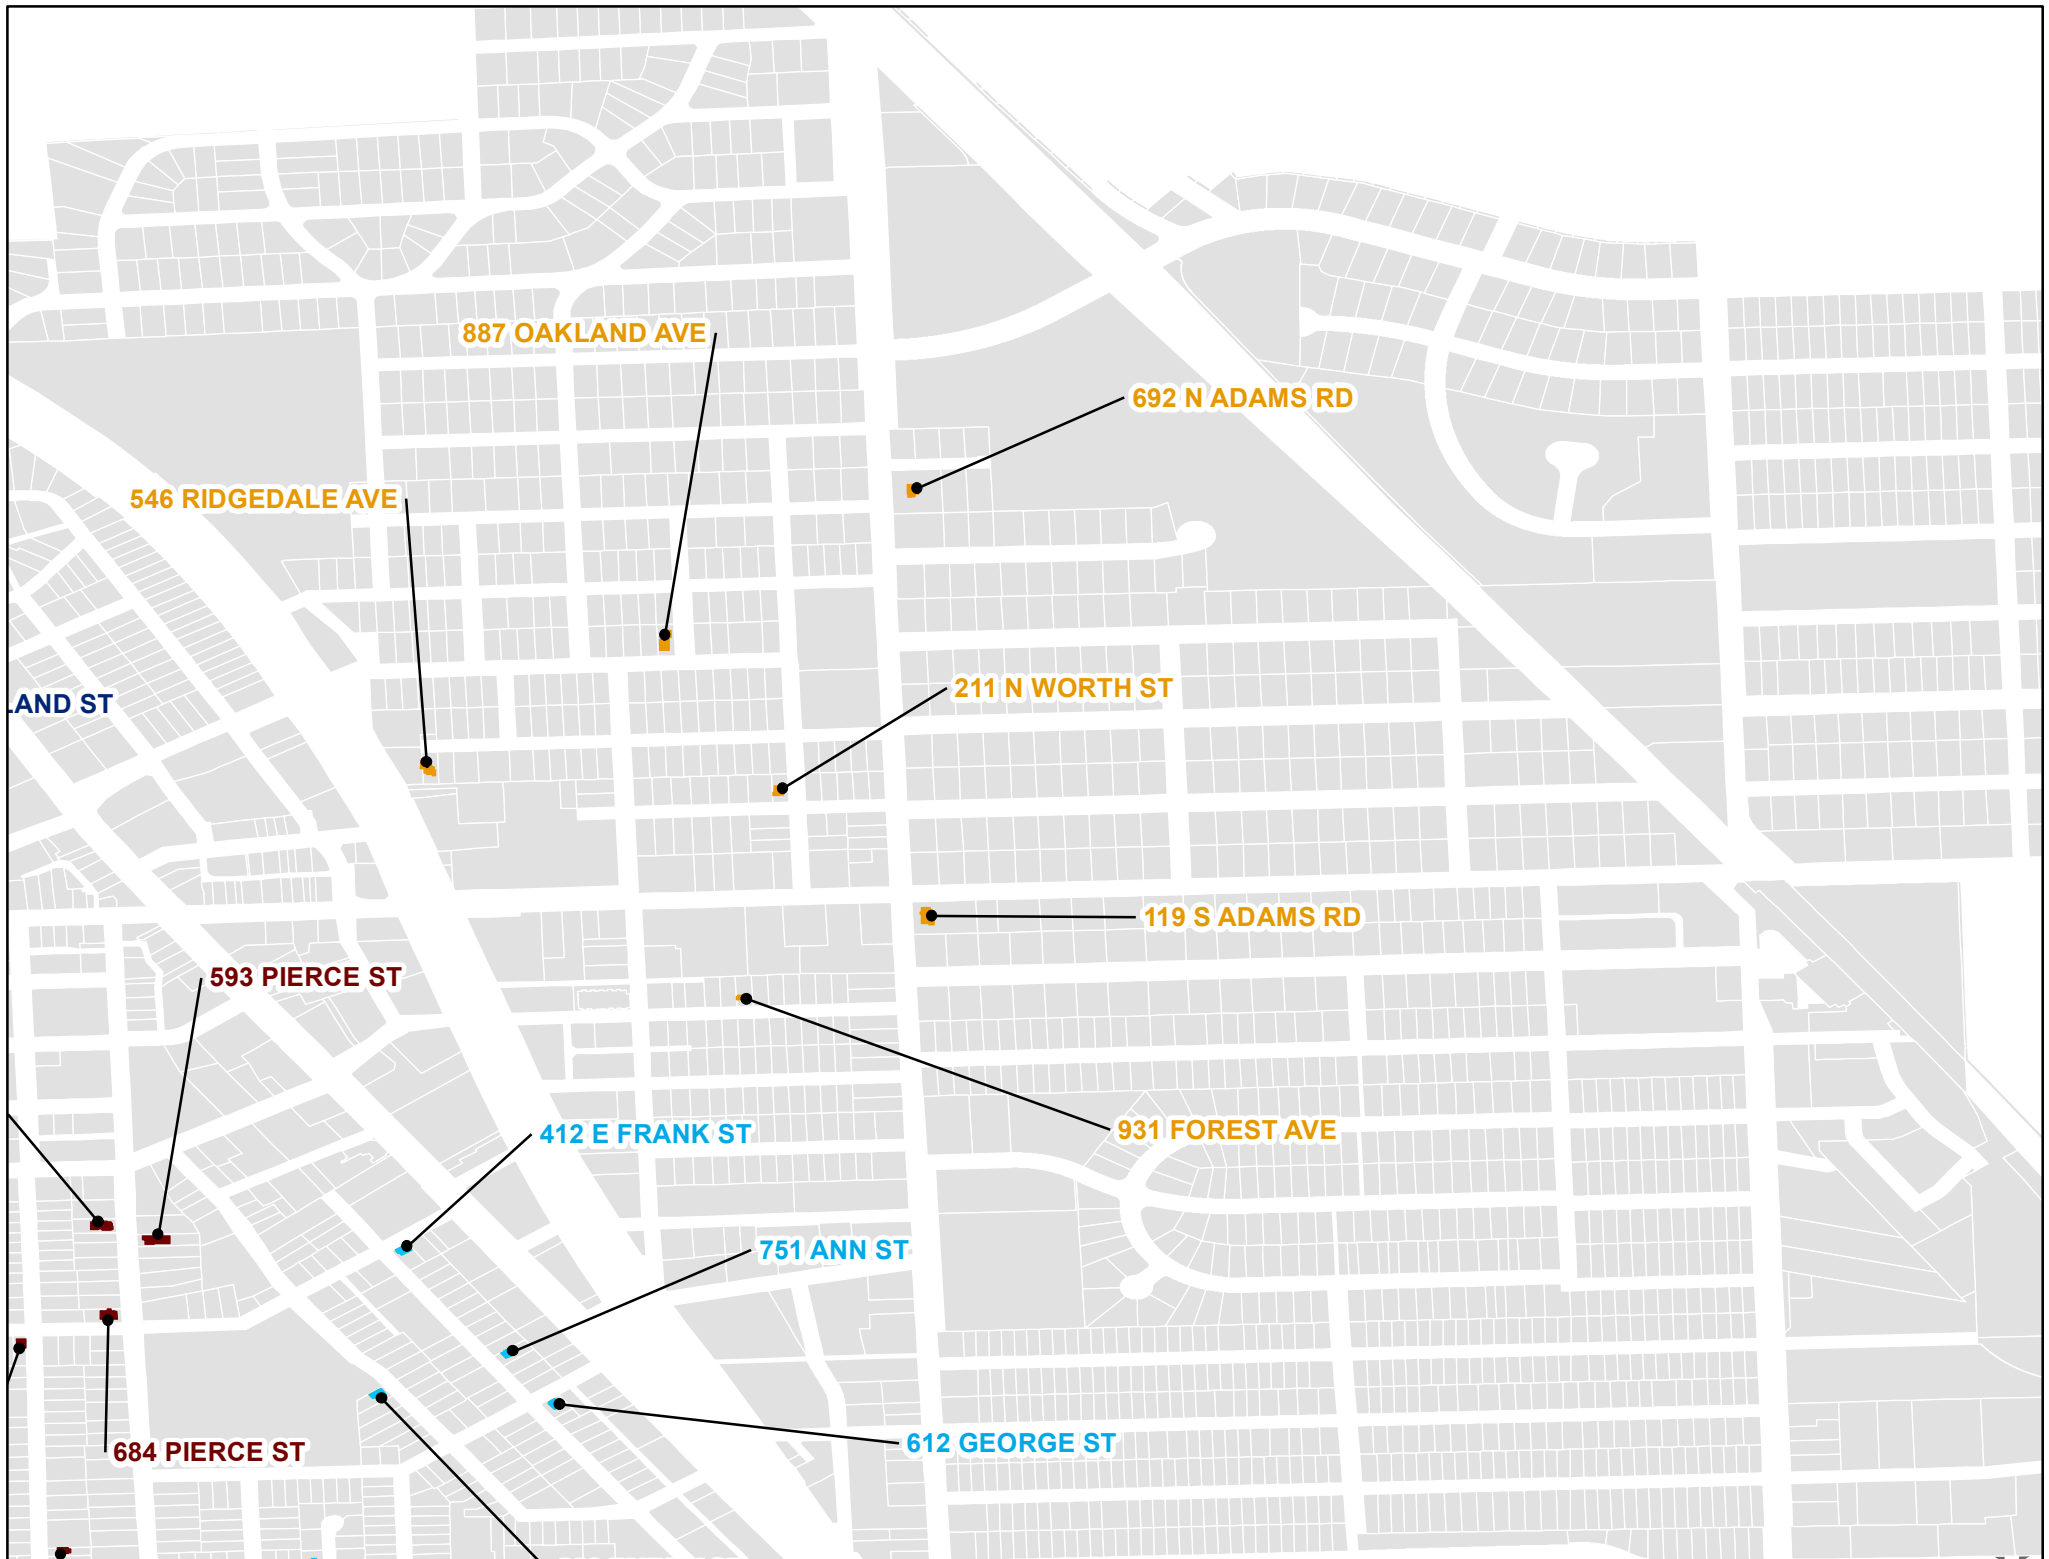 887 OAKLAND AVE
692 N ADAMS RD
546 RIDGEDALE AVE
211 N WORTH ST
LAND ST
119 S ADAMS RD
593 PIERCE ST
931 FOREST AVE
412 E FRANK ST
751 ANN ST
612 GEORGE ST
684 PIERCE ST